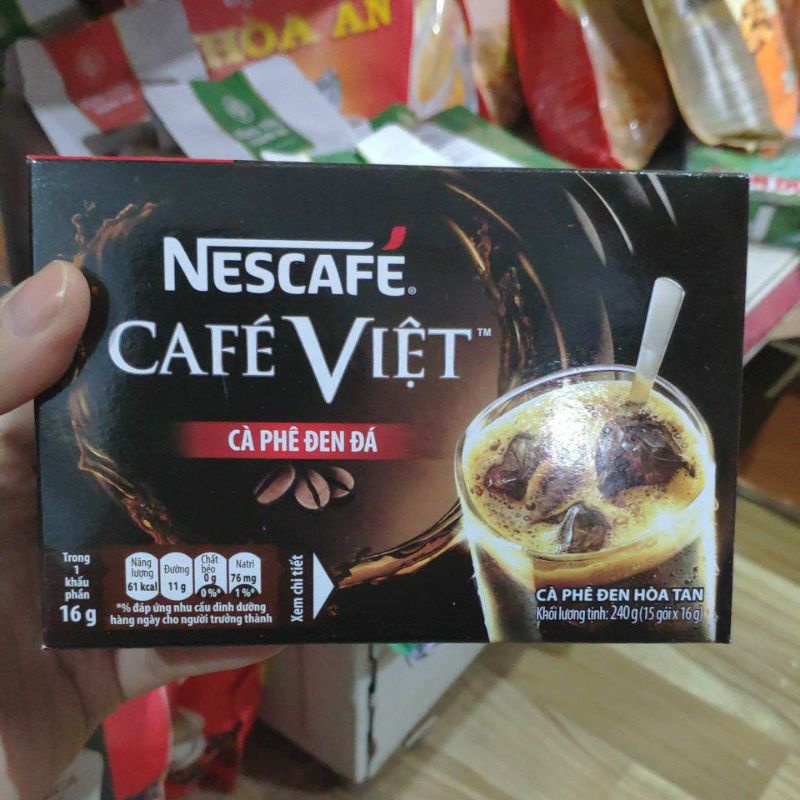 HÒA AN
NESCAFÉ®
CAFÉ VIỆT™
CÀ PHÊ ĐEN ĐÁ
Trong
1
khẩu
phần
16 g
Năng
lượng
61 kcal
Đường
11 g
Chất
béo
0 g
0 %*
Natri
76 mg
1 %*
*% đáp ứng nhu cầu dinh dưỡng
hàng ngày cho người trưởng thành
Xem chi tiết
CÀ PHÊ ĐEN HÒA TAN
Khối lượng tịnh: 240 g (15 gói x 16 g)